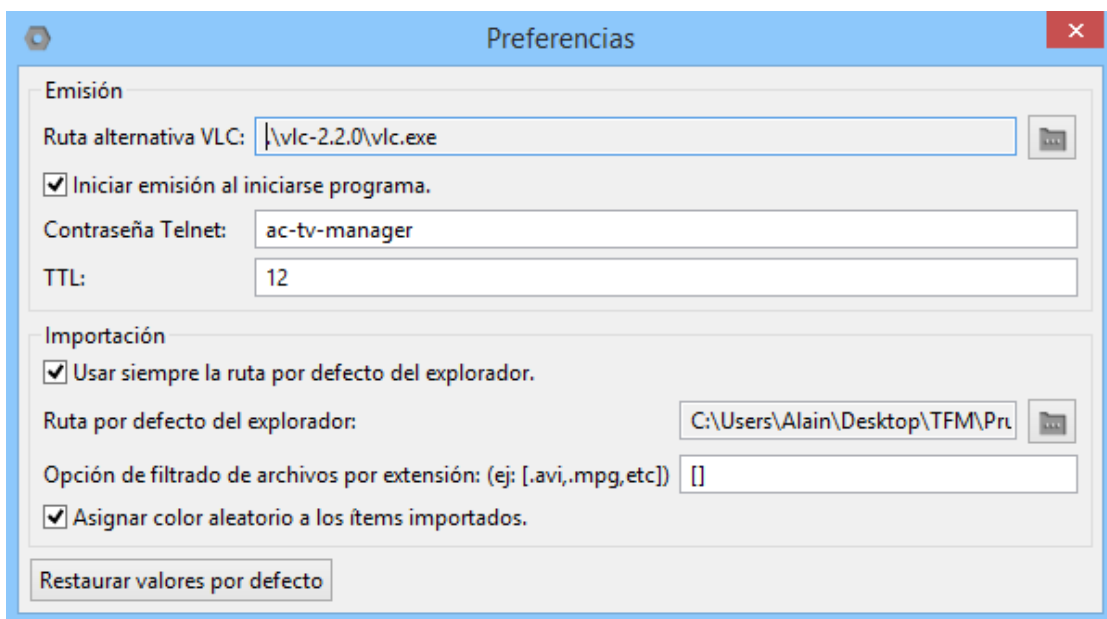 Preferencias
Emisión
Ruta alternativa VLC: .\vlc-2.2.0\vlc.exe
Iniciar emisión al iniciarse programa.
Contraseña Telnet: ac-tv-manager
TTL: 12
Importación
Usar siempre la ruta por defecto del explorador.
Ruta por defecto del explorador: C:\Users\Alain\Desktop\TFM\Pru
Opción de filtrado de archivos por extensión: (ej: [.avi,.mpg,etc]) []
Asignar color aleatorio a los ítems importados.
Restaurar valores por defecto